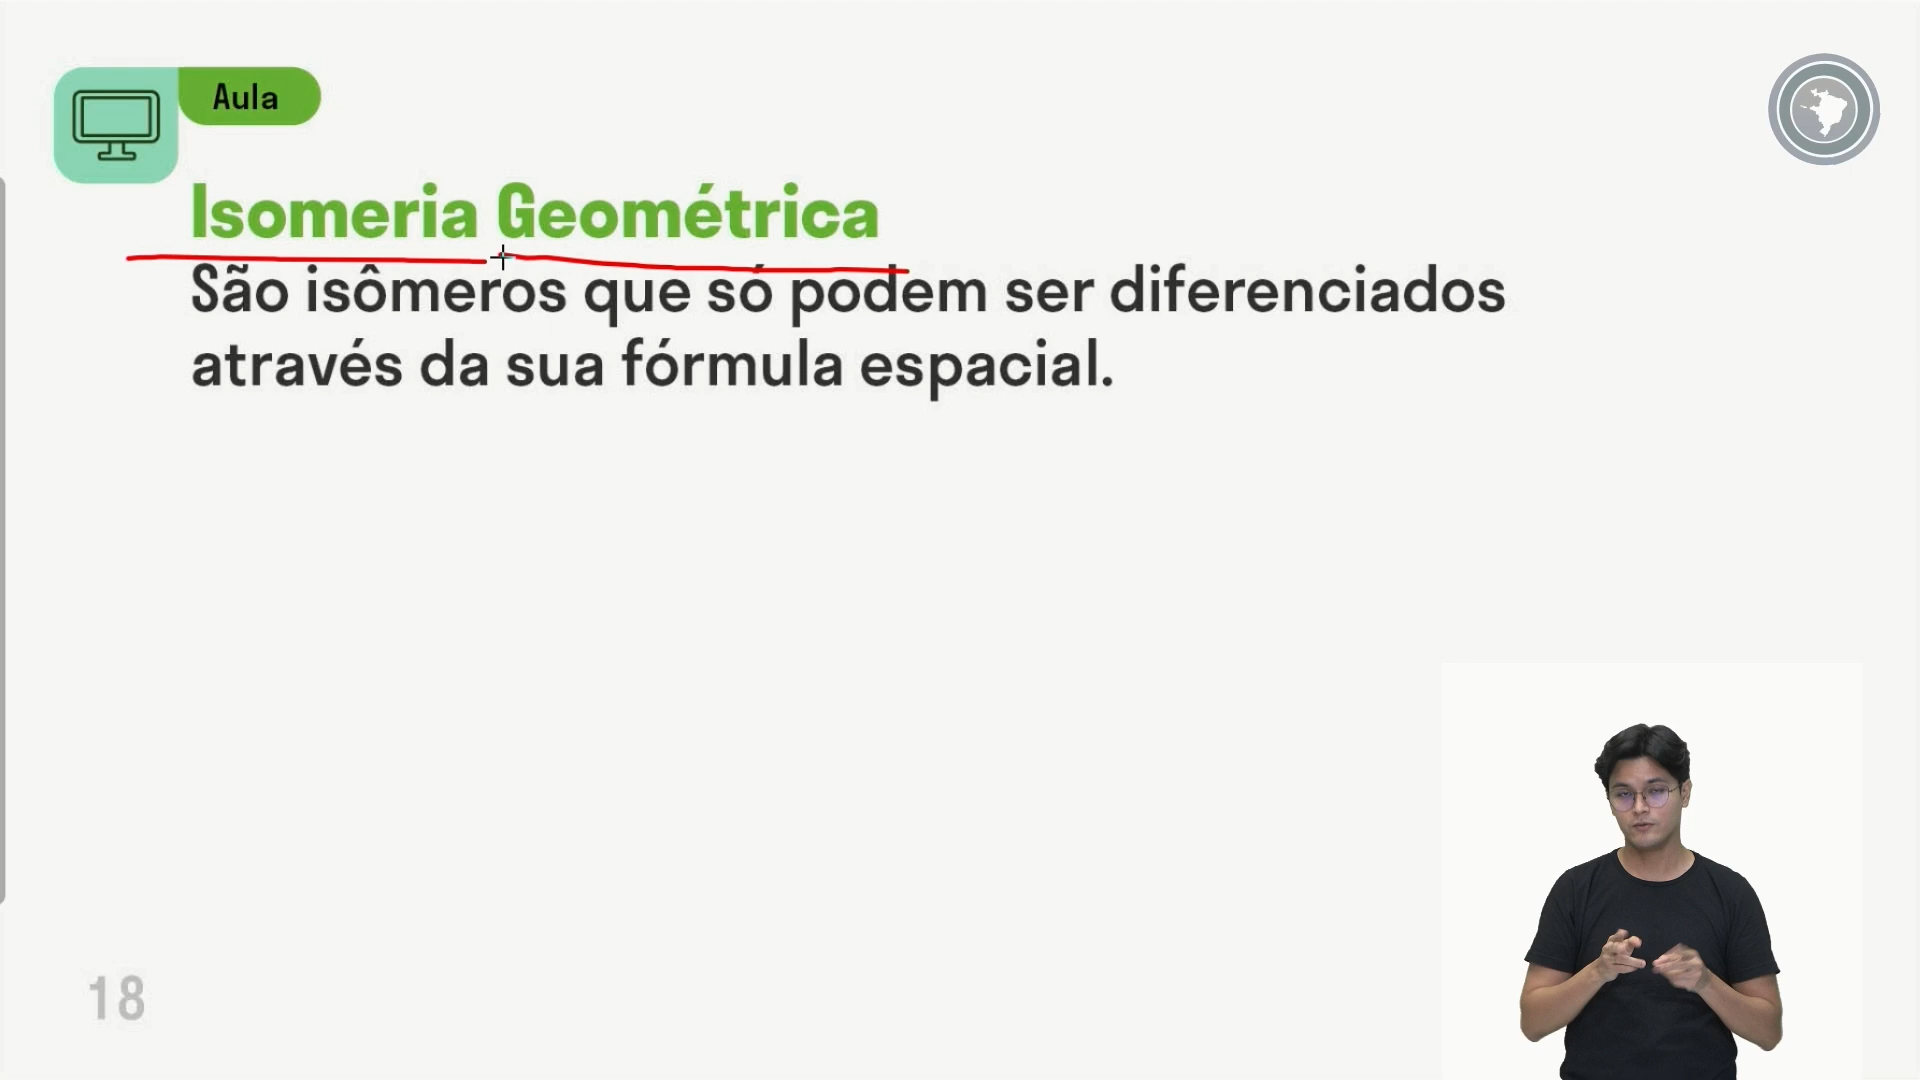 Aula
Isomeria Geométrica
São isômeros que só podem ser diferenciados
através da sua fórmula espacial.
18